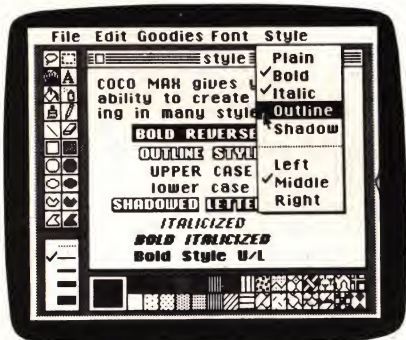 File Edit Goodies Font Style
style
Plain
Bold
Italic
Outline
Shadow
Left
Middle
Right
A
COCO MAX gives
ability to create
ing in many style
BOLD REVERSE
OUTLINE STYL
UPPER CASE
lower case
SHADOWED LETTE
ITALICIZED
BOLD ITALICIZED
Bold Style U/L